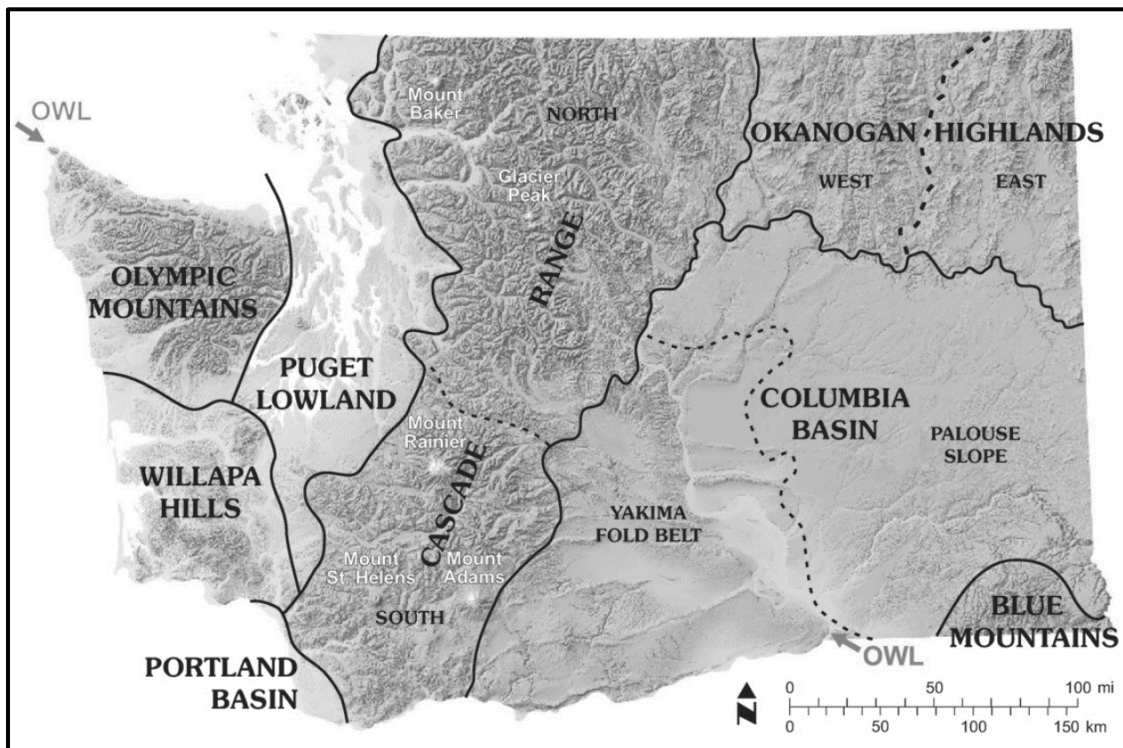 OWL
Mount
Baker
NORTH
OKANOGAN HIGHLANDS
WEST
EAST
Glacier
Peak
RANGE
OLYMPIC
MOUNTAINS
PUGET
LOWLAND
COLUMBIA
BASIN
PALOUSE
SLOPE
Mount
Rainier
WILLAPA
HILLS
CASCADE
YAKIMA
FOLD BELT
Mount
St. Helens
Mount
Adams
SOUTH
BLUE
MOUNTAINS
OWL
PORTLAND
BASIN
N
0 50 100 mi
0 50 100 150 km